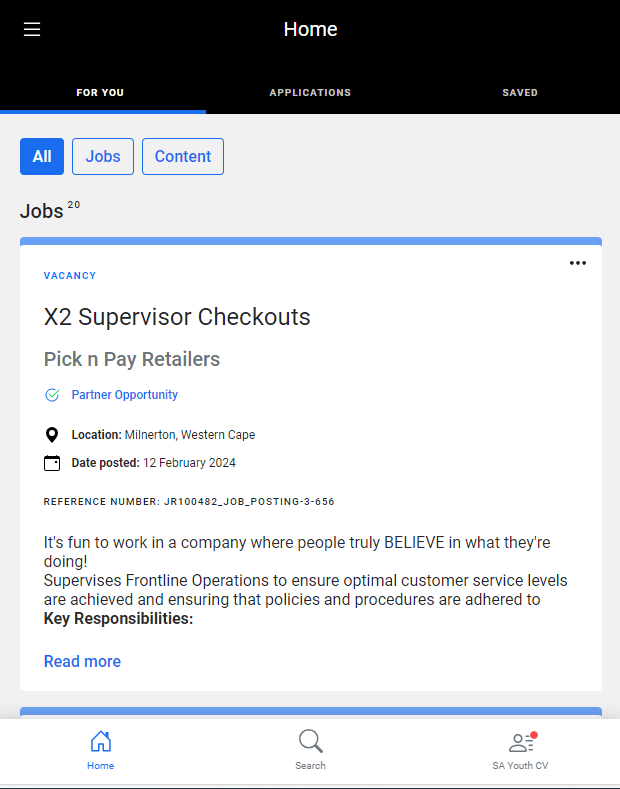 Home
FOR YOU
APPLICATIONS
SAVED
All
Jobs
Content
Jobs 20
VACANCY
X2 Supervisor Checkouts
Pick n Pay Retailers
Partner Opportunity
Location: Milnerton, Western Cape
Date posted: 12 February 2024
REFERENCE NUMBER: JR100482_JOB_POSTING-3-656
It's fun to work in a company where people truly BELIEVE in what they're
doing!
Supervises Frontline Operations to ensure optimal customer service levels
are achieved and ensuring that policies and procedures are adhered to
Key Responsibilities:
Read more
Home
Search
SA Youth CV